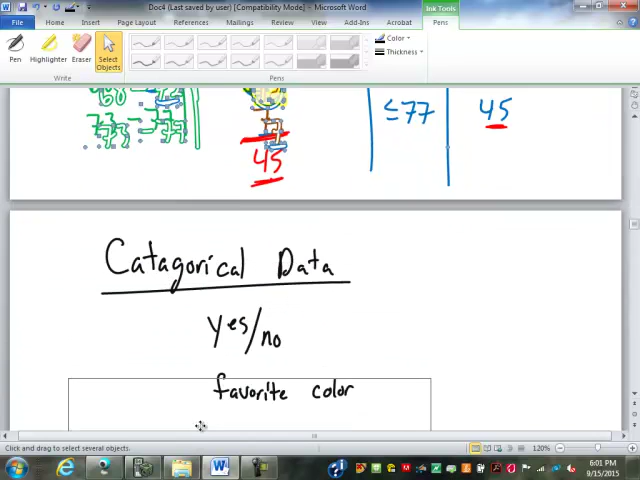 Doc4 (Last saved by user) [Compatibility Mode] - Microsoft Word
Ink Tools
File Home Insert Page Layout References Mailings Review View Add-Ins Acrobat Pens
Pen Highlighter Eraser Select Objects
Color
Thickness
Write Pens
≤77 45
73 - 77
45
Catagorical Data
yes/no
favorite color
Click and drag to select several objects.
120%
6:01 PM
9/15/2015